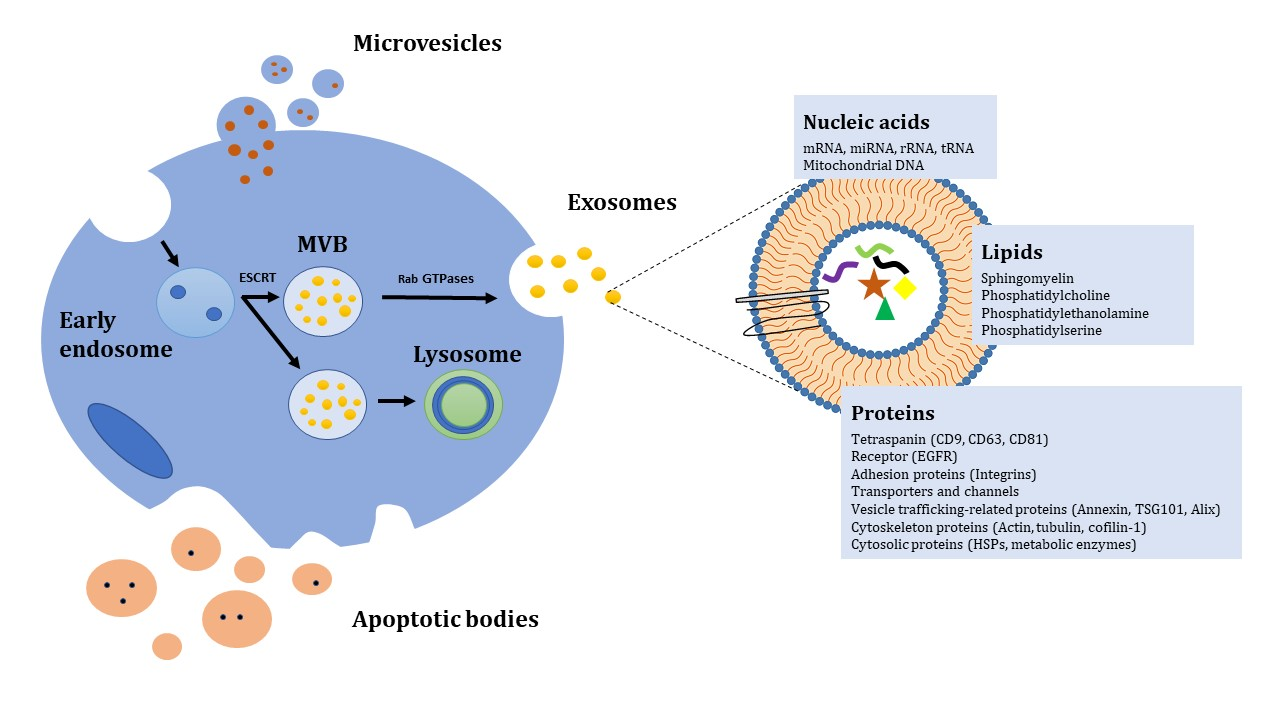 Microvesicles
Exosomes
MVB
ESCRT
Rab GTPases
Early
endosome
Lysosome
Apoptotic bodies
Nucleic acids
mRNA, miRNA, rRNA, tRNA
Mitochondrial DNA
Lipids
Sphingomyelin
Phosphatidylcholine
Phosphatidylethanolamine
Phosphatidylserine
Proteins
Tetraspanin (CD9, CD63, CD81)
Receptor (EGFR)
Adhesion proteins (Integrins)
Transporters and channels
Vesicle trafficking-related proteins (Annexin, TSG101, Alix)
Cytoskeleton proteins (Actin, tubulin, cofilin-1)
Cytosolic proteins (HSPs, metabolic enzymes)